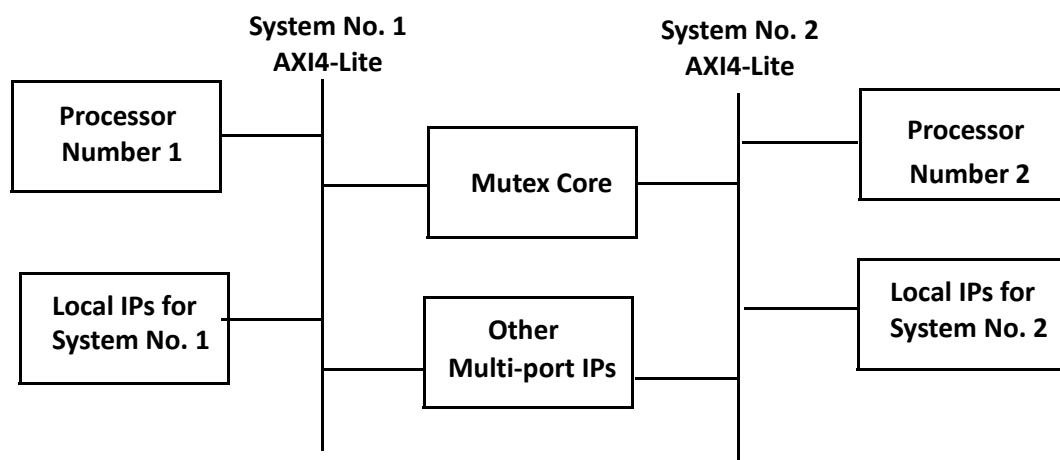 System No. 1
AXI4-Lite
System No. 2
AXI4-Lite
Processor
Number 1
Mutex Core
Processor
Number 2
Local IPs for
System No. 1
Other
Multi-port IPs
Local IPs for
System No. 2